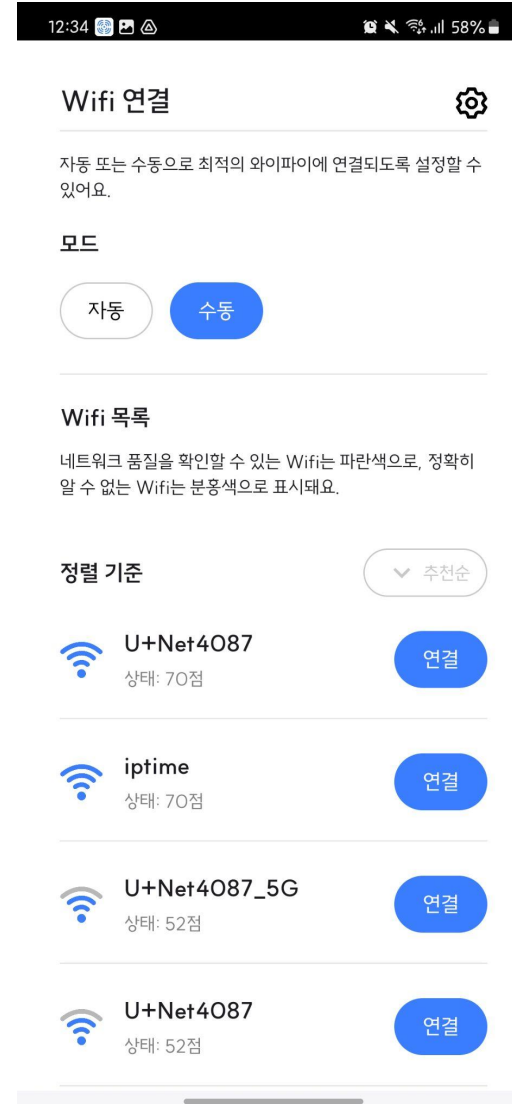 12:34 58%
Wifi 연결
자동 또는 수동으로 최적의 와이파이에 연결되도록 설정할 수
있어요.
모드
자동 수동
Wifi 목록
네트워크 품질을 확인할 수 있는 Wifi는 파란색으로, 정확히
알 수 없는 Wifi는 분홍색으로 표시돼요.
정렬 기준 추천순
U+Net4087
상태: 70점
연결
iptime
상태: 70점
연결
U+Net4087_5G
상태: 52점
연결
U+Net4087
상태: 52점
연결